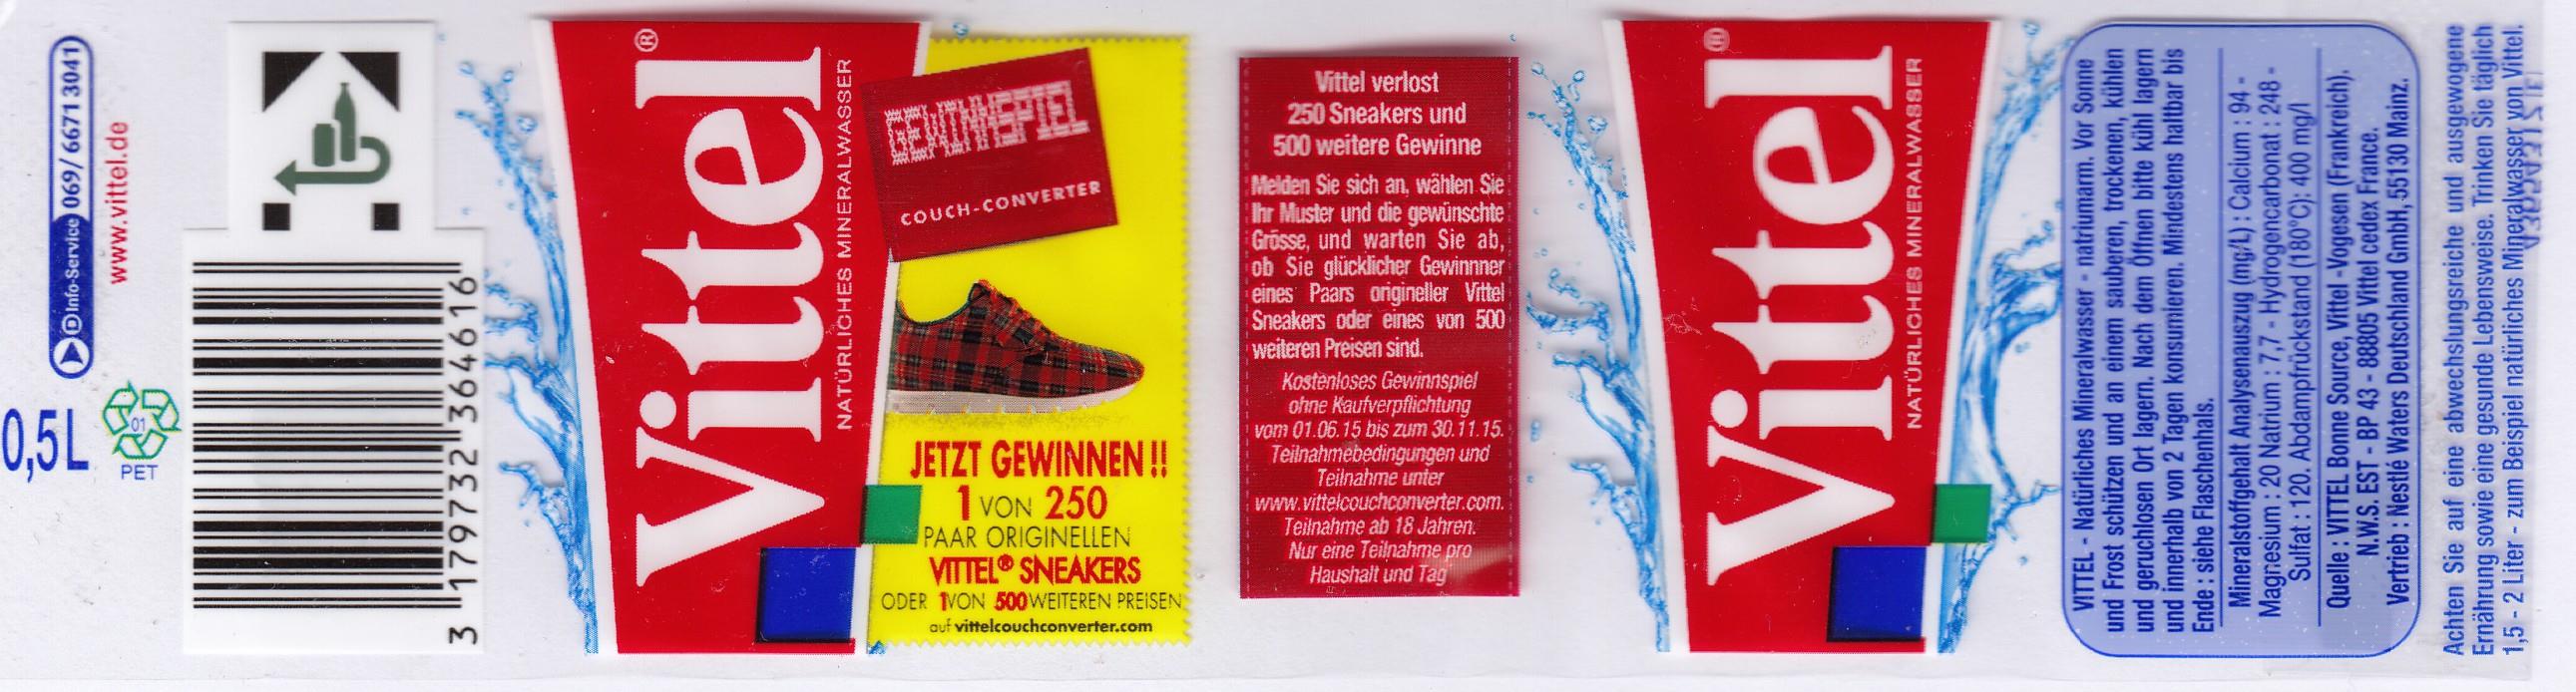 0,5L
D Info-Service 069/ 6671 3041
www.vittel.de
01
PET
3 179732 364616
Vittel®
NATÜRLICHES MINERALWASSER
GEWINNSPIEL
COUCH-CONVERTER
JETZT GEWINNEN !!
1 VON 250
PAAR ORIGINELLEN
VITTEL® SNEAKERS
ODER 1 VON 500 WEITEREN PREISEN
auf vittelcouchconverter.com
Vittel verlost
250 Sneakers und
500 weitere Gewinne
Melden Sie sich an, wählen Sie
Ihr Muster und die gewünschte
Grösse, und warten Sie ab,
ob Sie glücklicher Gewinnner
eines Paars origineller Vittel
Sneakers oder eines von 500
weiteren Preisen sind.
Kostenloses Gewinnspiel
ohne Kaufverpflichtung
vom 01.06.15 bis zum 30.11.15.
Teilnahmebedingungen und
Teilnahme unter
www.vittelcouchconverter.com.
Teilnahme ab 18 Jahren.
Nur eine Teilnahme pro
Haushalt und Tag
Vittel®
NATÜRLICHES MINERALWASSER
VITTEL - Natürliches Mineralwasser - natriumarm. Vor Sonne
und Frost schützen und an einem sauberen, trockenen, kühlen
und geruchlosen Ort lagern. Nach dem Öffnen bitte kühl lagern
und innerhalb von 2 Tagen konsumieren. Mindestens haltbar bis
Ende : siehe Flaschenhals.
Mineralstoffgehalt Analysenauszug (mg/L) : Calcium : 94 -
Magnesium : 20 Natrium : 7,7 - Hydrogencarbonat : 248 -
Sulfat : 120. Abdampfrückstand (180°C): 400 mg/l
Quelle : VITTEL Bonne Source, Vittel -Vogesen (Frankreich).
N.W.S. EST - BP 43 - 88805 Vittel cedex France.
Vertrieb : Nestlé Waters Deutschland GmbH, 55130 Mainz.
Achten Sie auf eine abwechslungsreiche und ausgewogene
Ernährung sowie eine gesunde Lebensweise. Trinken Sie täglich
1,5 - 2 Liter - zum Beispiel natürliches Mineralwasser von Vittel.